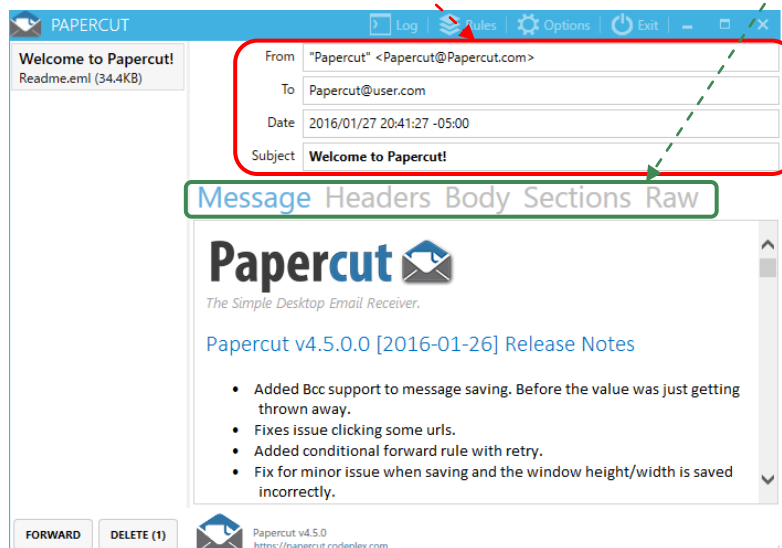 PAPERCUT
Log
Rules
Options
Exit
Welcome to Papercut!
Readme.eml (34.4KB)
From "Papercut" <Papercut@Papercut.com>
To Papercut@user.com
Date 2016/01/27 20:41:27 -05:00
Subject Welcome to Papercut!
Message Headers Body Sections Raw
Papercut
The Simple Desktop Email Receiver.
Papercut v4.5.0.0 [2016-01-26] Release Notes
• Added Bcc support to message saving. Before the value was just getting
thrown away.
• Fixes issue clicking some urls.
• Added conditional forward rule with retry.
• Fix for minor issue when saving and the window height/width is saved
incorrectly.
FORWARD
DELETE (1)
Papercut v4.5.0
https://papercut.codeplex.com